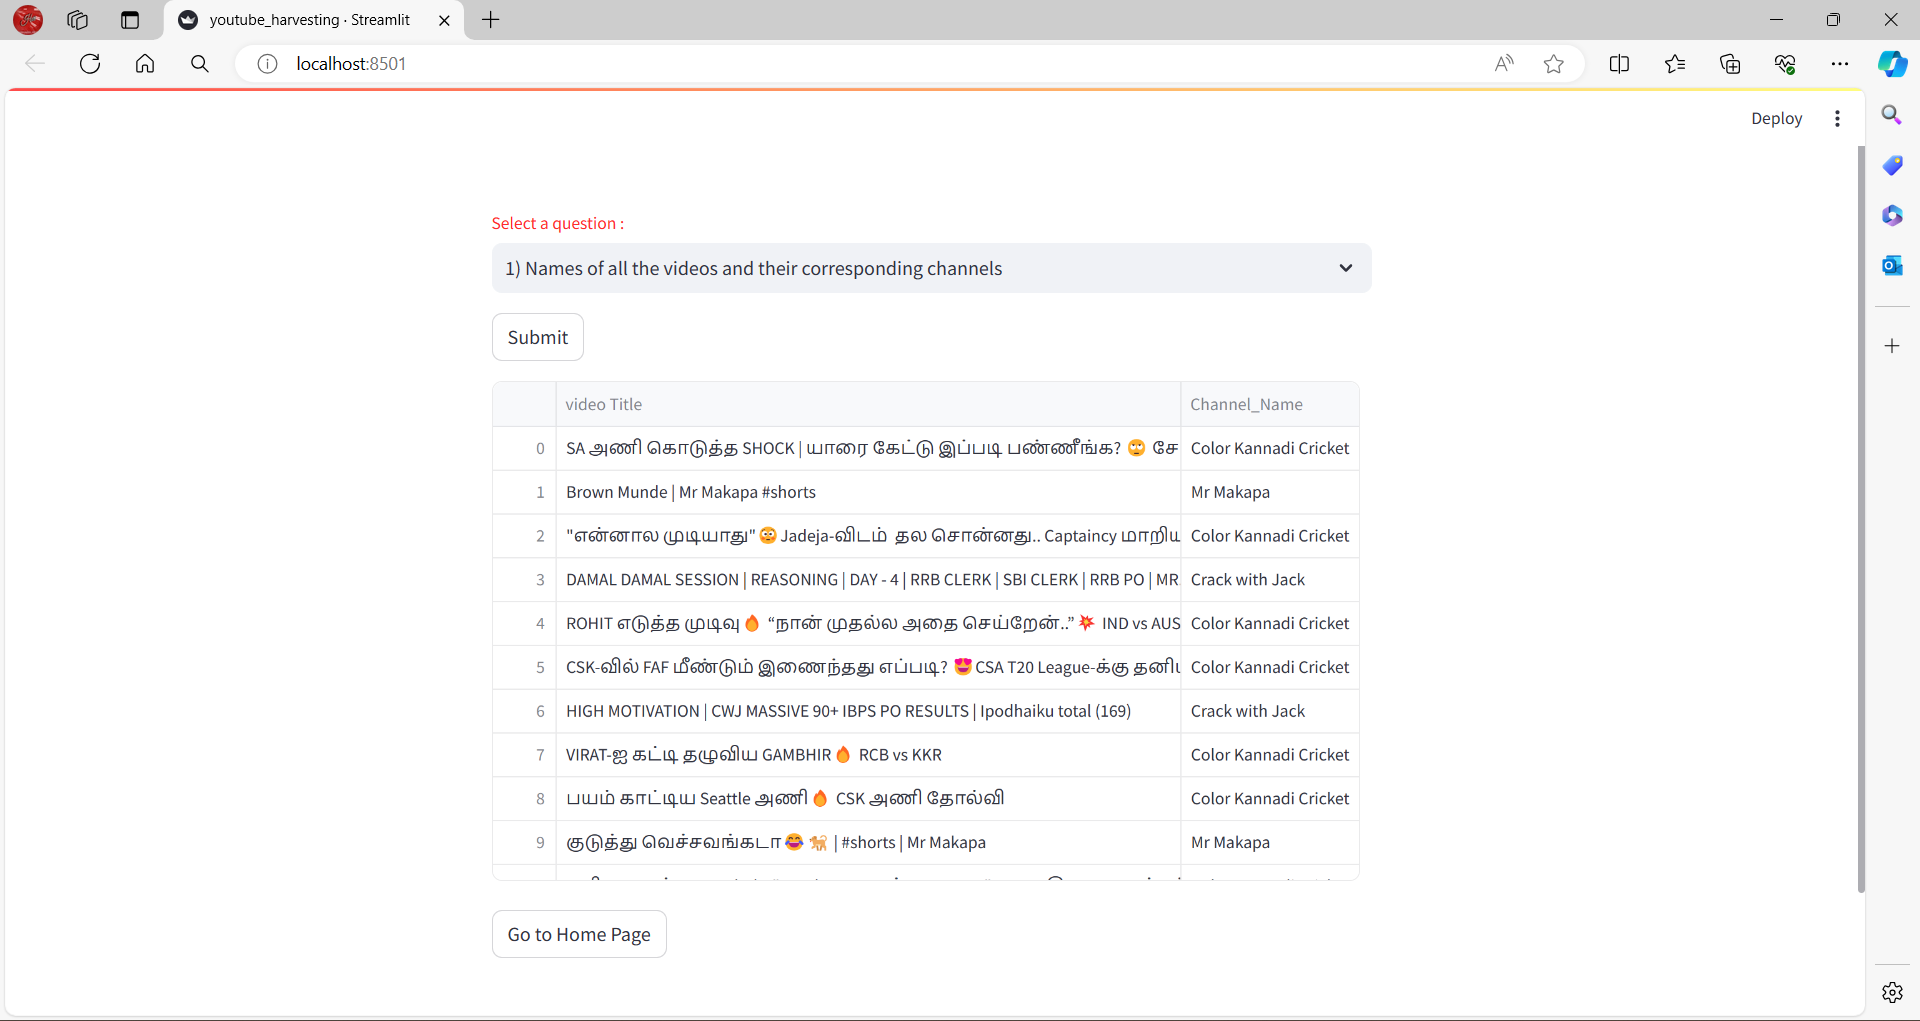 youtube_harvesting · Streamlit
localhost:8501
Deploy
Select a question :
1) Names of all the videos and their corresponding channels
Submit
video Title Channel_Name
0 SA அணி கொடுத்த SHOCK | யாரை கேட்டு இப்படி பண்ணீங்க? 🙄 சே Color Kannadi Cricket
1 Brown Munde | Mr Makapa #shorts Mr Makapa
2 "என்னால முடியாது" 😳 Jadeja-விடம் தல சொன்னது.. Captaincy மாறிய Color Kannadi Cricket
3 DAMAL DAMAL SESSION | REASONING | DAY - 4 | RRB CLERK | SBI CLERK | RRB PO | MR. Crack with Jack
4 ROHIT எடுத்த முடிவு 🔥 “நான் முதல்ல அதை செய்றேன்..” 💥 IND vs AUS Color Kannadi Cricket
5 CSK-வில் FAF மீண்டும் இணைந்தது எப்படி? 😍 CSA T20 League-க்கு தனி Color Kannadi Cricket
6 HIGH MOTIVATION | CWJ MASSIVE 90+ IBPS PO RESULTS | Ipodhaiku total (169) Crack with Jack
7 VIRAT-ஐ கட்டி தழுவிய GAMBHIR 🔥 RCB vs KKR Color Kannadi Cricket
8 பயம் காட்டிய Seattle அணி 🔥 CSK அணி தோல்வி Color Kannadi Cricket
9 குடுத்து வெச்சவங்கடா 😂 🐈 | #shorts | Mr Makapa Mr Makapa
Go to Home Page